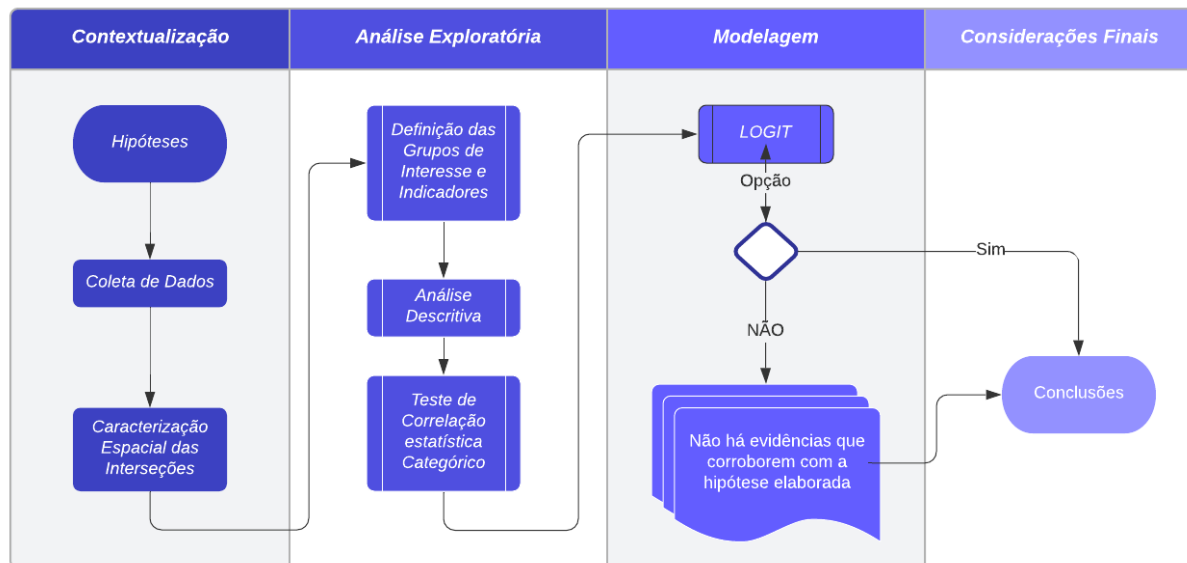 Contextualização
Análise Exploratória
Modelagem
Considerações Finais
Hipóteses
Coleta de Dados
Caracterização
Espacial das
Interseções
Definição das
Grupos de
Interesse e
Indicadores
Análise
Descritiva
Teste de
Correlação
estatística
Categórico
LOGIT
Opção
Sim
NÃO
Não há evidências que
corroborem com a
hipótese elaborada
Conclusões